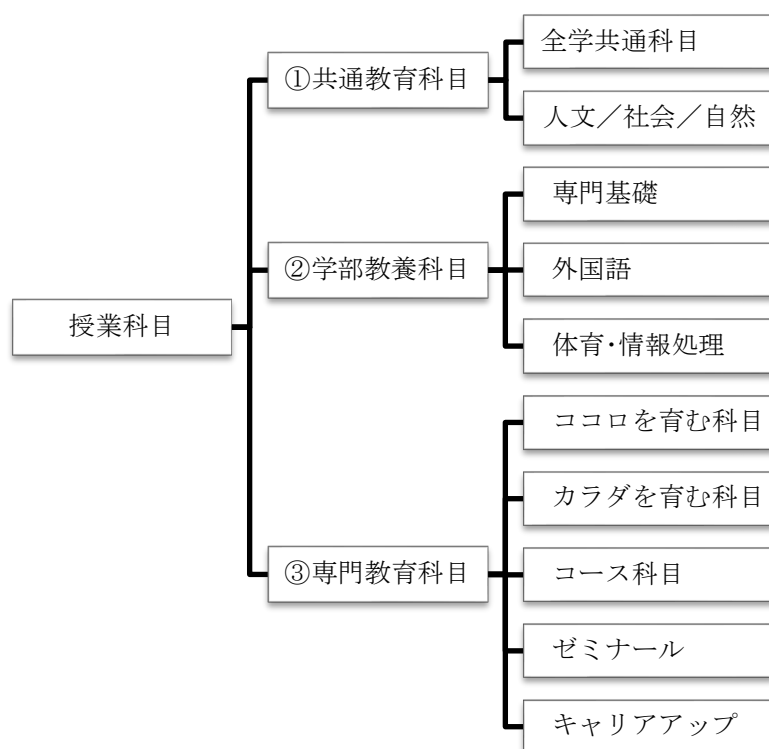 授業科目
①共通教育科目
全学共通科目
人文／社会／自然
②学部教養科目
専門基礎
外国語
体育･情報処理
③専門教育科目
ココロを育む科目
カラダを育む科目
コース科目
ゼミナール
キャリアアップ